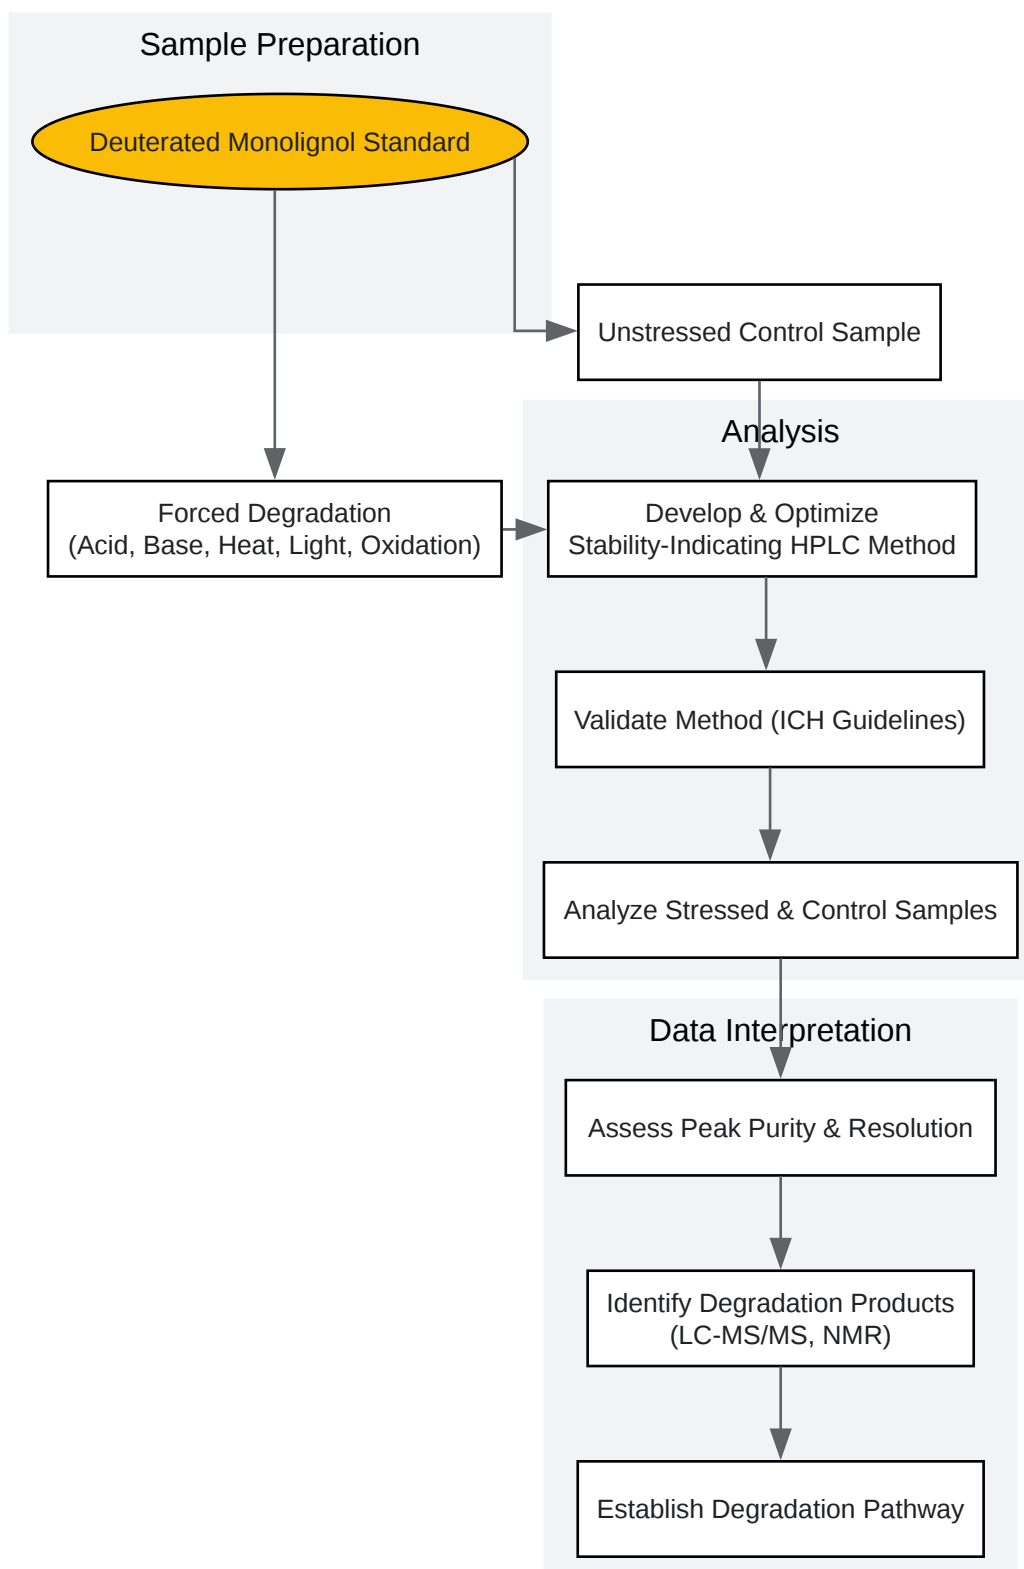 Sample Preparation
Deuterated Monolignol Standard
Unstressed Control Sample
Analysis
Forced Degradation
(Acid, Base, Heat, Light, Oxidation)
Develop & Optimize
Stability-Indicating HPLC Method
Validate Method (ICH Guidelines)
Analyze Stressed & Control Samples
Data Interpretation
Assess Peak Purity & Resolution
Identify Degradation Products
(LC-MS/MS, NMR)
Establish Degradation Pathway